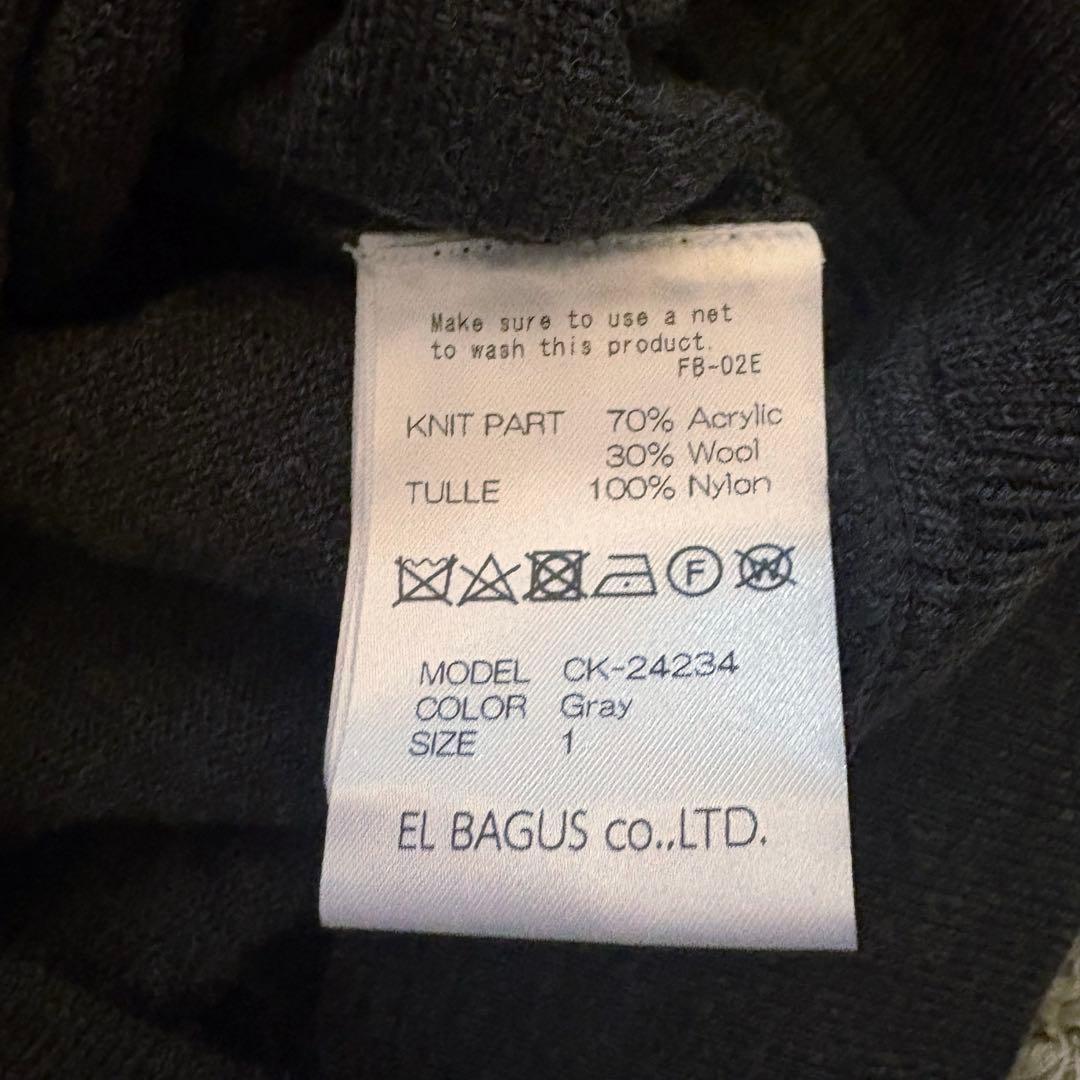 Make sure to use a net
to wash this product.
FB-02E
KNIT PART 70% Acrylic
30% Wool
TULLE 100% Nylon
F W
MODEL CK-24234
COLOR Gray
SIZE 1
EL BAGUS co.,LTD.